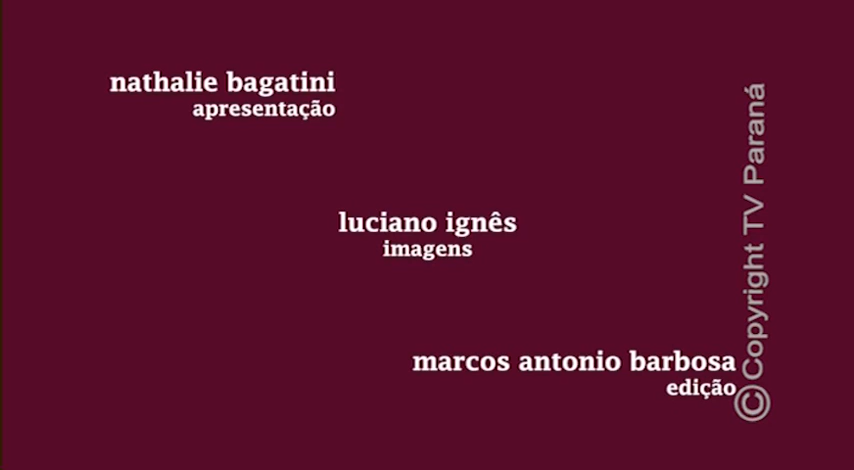 nathalie bagatini
apresentação
luciano ignês
imagens
marcos antonio barbosa
edição
© Copyright TV Paraná